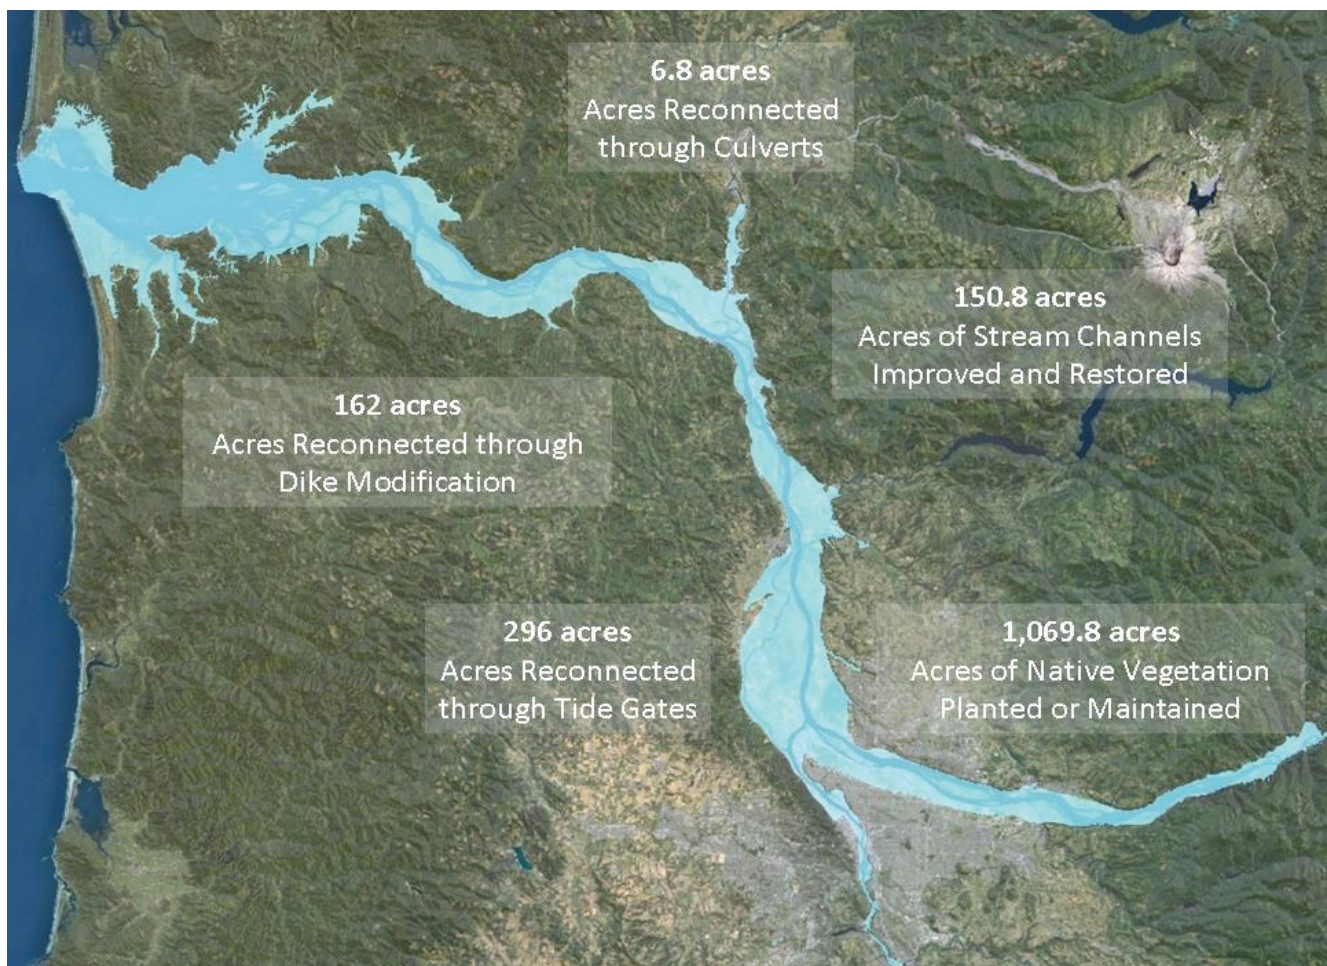 6.8 acres
Acres Reconnected
through Culverts
150.8 acres
Acres of Stream Channels
Improved and Restored
162 acres
Acres Reconnected through
Dike Modification
296 acres
Acres Reconnected
through Tide Gates
1,069.8 acres
Acres of Native Vegetation
Planted or Maintained